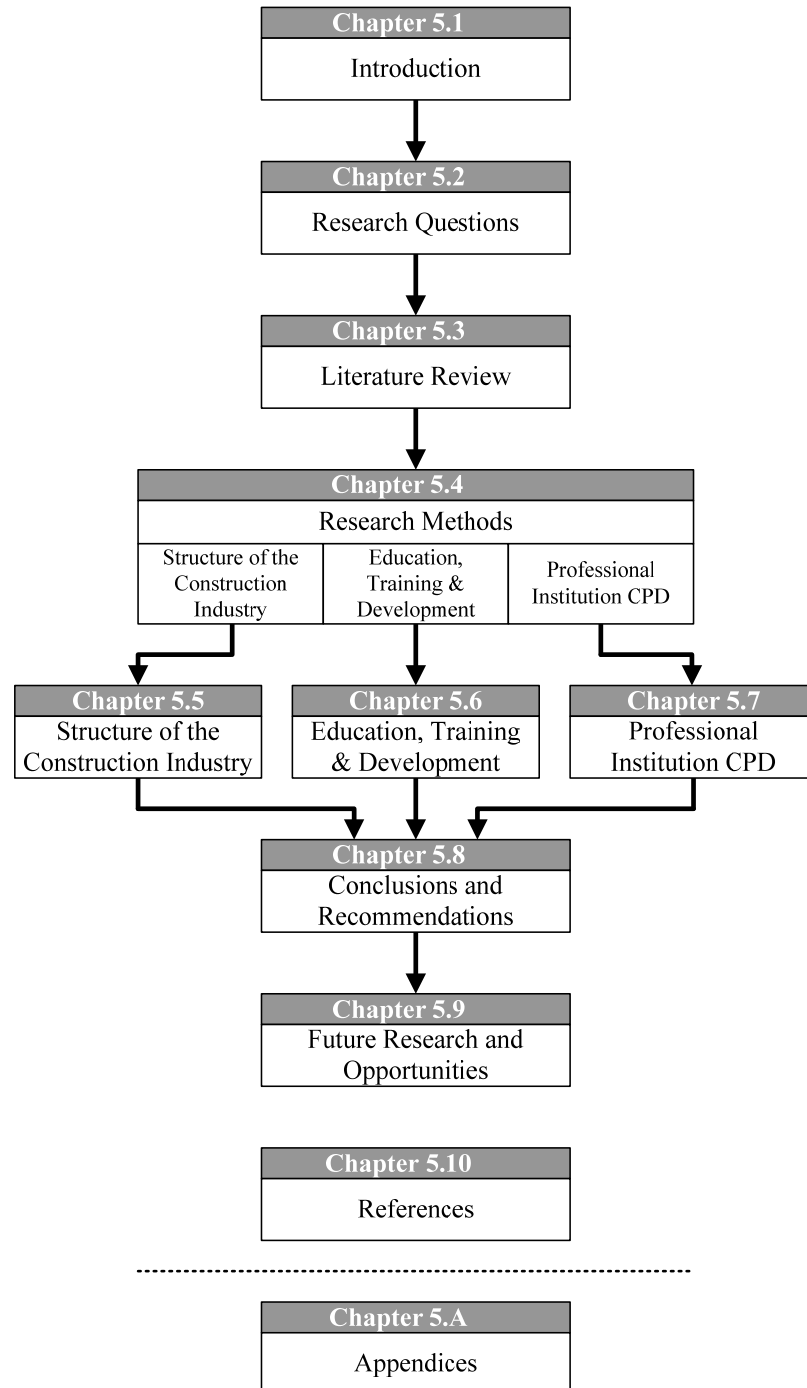 Chapter 5.1
Introduction
Chapter 5.2
Research Questions
Chapter 5.3
Literature Review
Chapter 5.4
Research Methods
Structure of the
Construction
Industry
Education,
Training &
Development
Professional
Institution CPD
Chapter 5.5
Structure of the
Construction Industry
Chapter 5.6
Education, Training
& Development
Chapter 5.7
Professional
Institution CPD
Chapter 5.8
Conclusions and
Recommendations
Chapter 5.9
Future Research and
Opportunities
Chapter 5.10
References
Chapter 5.A
Appendices